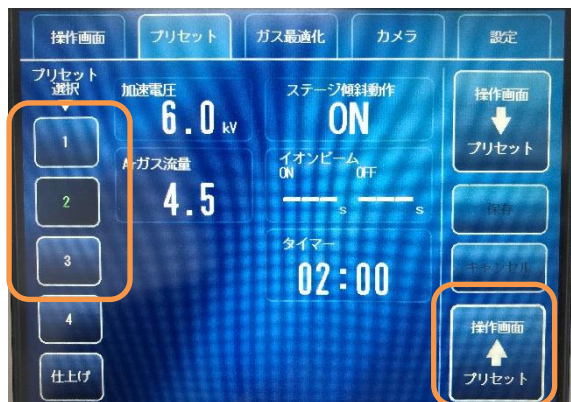 操作画面
プリセット
ガス最適化
カメラ
設定
プリセット
選択
1
2
3
4
仕上げ
加速電圧
6.0 kV
Arガス流量
4.5
ステージ傾斜動作
ON
イオンビーム
ON OFF
---s ---s
タイマー
02:00
操作画面
プリセット
保存
キャンセル
操作画面
プリセット